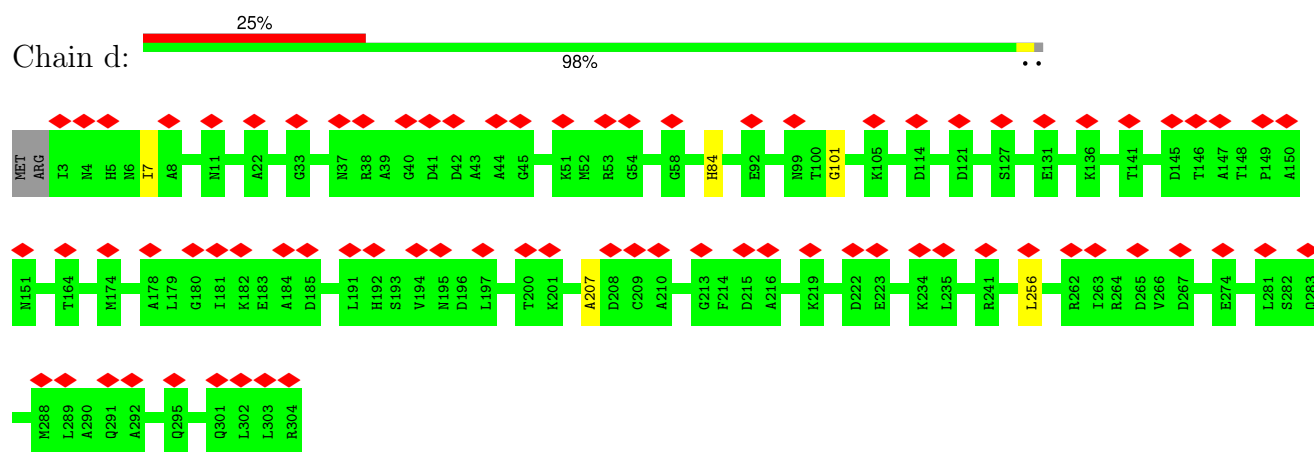 25%
Chain d:
98%
• •
MET ARG I3 N4 H5 N6 I7 A8 N11 A22 G33 N37 R38 A39 G40 D41 D42 A43 A44 G45 K51 M52 R53 G54 G58 H84 E92 N99 T100 G101 K105 D114 D121 S127 E131 K136 T141 D145 T146 A147 T148 P149 A150
N151 T164 M174 A178 L179 G180 I181 K182 E183 A184 D185 L191 H192 S193 V194 N195 D196 L197 T200 K201 A207 D208 C209 A210 G213 F214 D215 A216 K219 D222 E223 K234 L235 R241 L256 R262 I263 R264 D265 V266 D267 E274 L281 S282
M288 L289 A290 Q291 A292 Q295 Q301 L302 L303 R304